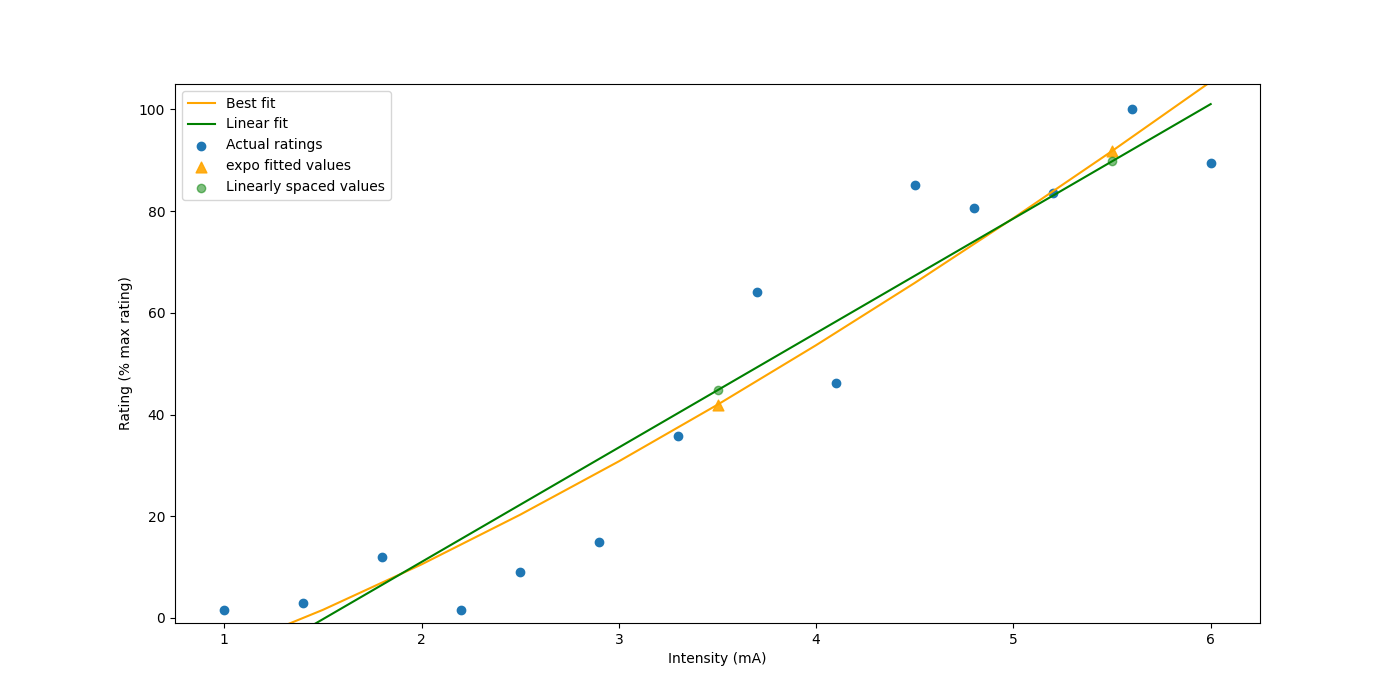 Best fit
Linear fit
Actual ratings
expo fitted values
Linearly spaced values
100
80
60
40
20
0
Rating (% max rating)
1 2 3 4 5 6
Intensity (mA)